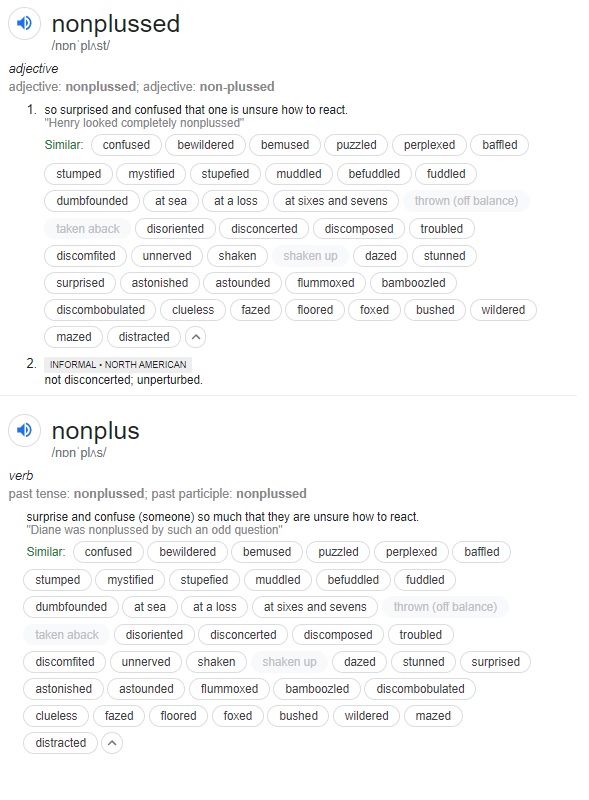 nonplussed
/nɒnˈplʌst/
adjective
adjective: nonplussed; adjective: non-plussed
1. so surprised and confused that one is unsure how to react.
"Henry looked completely nonplussed"
Similar: confused bewildered bemused puzzled perplexed baffled
stumped mystified stupefied muddled befuddled fuddled
dumbfounded at sea at a loss at sixes and sevens thrown (off balance)
taken aback disoriented disconcerted discomposed troubled
discomfited unnerved shaken shaken up dazed stunned
surprised astonished astounded flummoxed bamboozled
discombobulated clueless fazed floored foxed bushed wildered
mazed distracted
2. INFORMAL • NORTH AMERICAN
not disconcerted; unperturbed.
nonplus
/nɒnˈplʌs/
verb
past tense: nonplussed; past participle: nonplussed
surprise and confuse (someone) so much that they are unsure how to react.
"Diane was nonplussed by such an odd question"
Similar: confused bewildered bemused puzzled perplexed baffled
stumped mystified stupefied muddled befuddled fuddled
dumbfounded at sea at a loss at sixes and sevens thrown (off balance)
taken aback disoriented disconcerted discomposed troubled
discomfited unnerved shaken shaken up dazed stunned surprised
astonished astounded flummoxed bamboozled discombobulated
clueless fazed floored foxed bushed wildered mazed
distracted